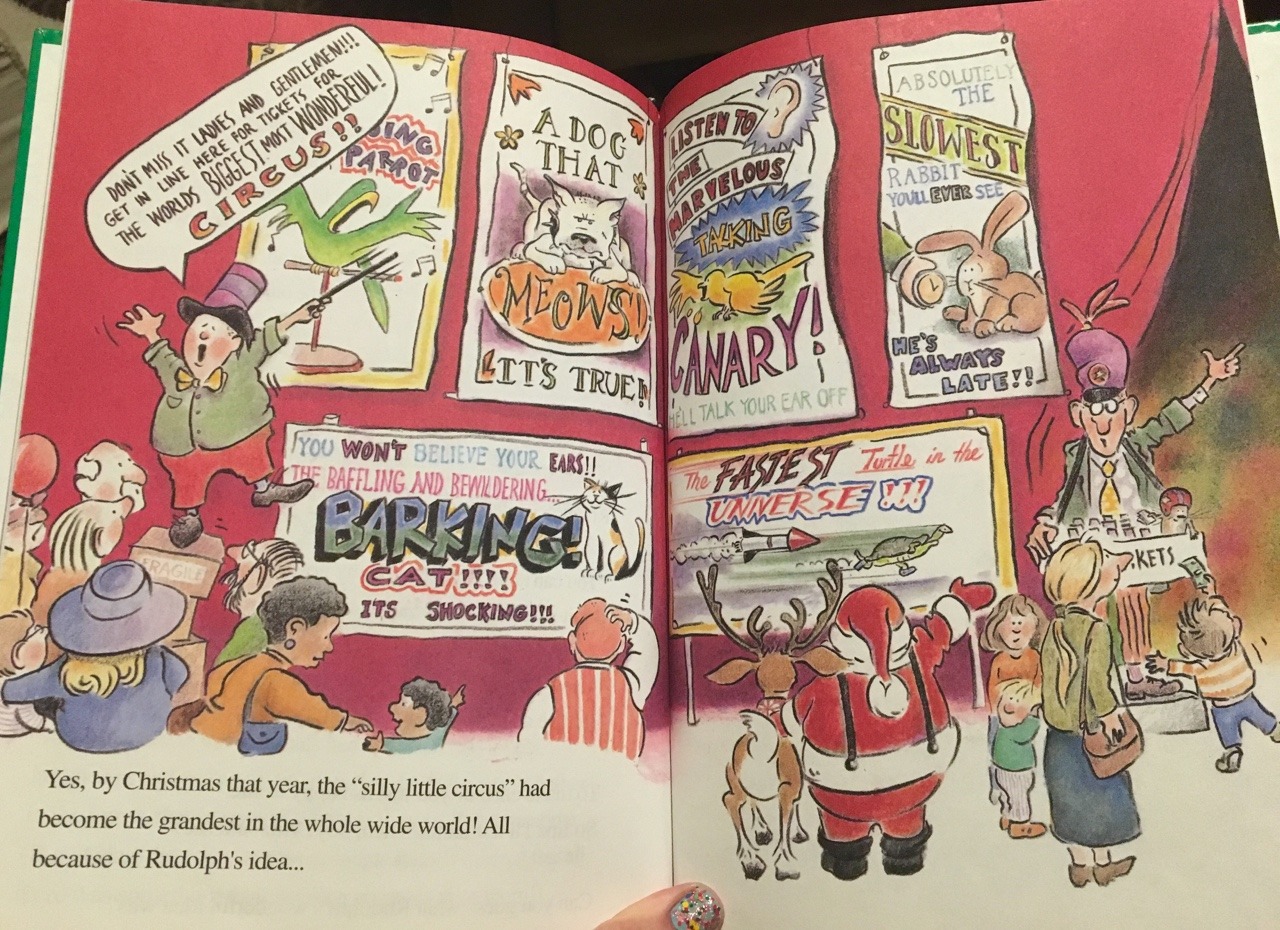 DONT MISS IT LADIES AND GENTLEMEN!!!
GET IN LINE HERE FOR TICKETS FOR
THE WORLDS BIGGEST MOST WONDERFUL!
CIRCUS!!
PARROT
A DOG
THAT
MEOWS!
IT'S TRUE!!
LISTEN TO
THE
MARVELOUS
TALKING
CANARY!
HE'LL TALK YOUR EAR OFF
ABSOLUTELY
THE
SLOWEST
RABBIT
YOULL EVER SEE
HE'S
ALWAYS
LATE!!
YOU WON'T BELIEVE YOUR EARS!!
THE BAFFLING AND BEWILDERING...
BARKING!
CAT!!!!
ITS SHOCKING!!!
The FASTEST Turtle in the
UNIVERSE!!!
FRAGILE
KETS
Yes, by Christmas that year, the “silly little circus” had
become the grandest in the whole wide world! All
because of Rudolph's idea...